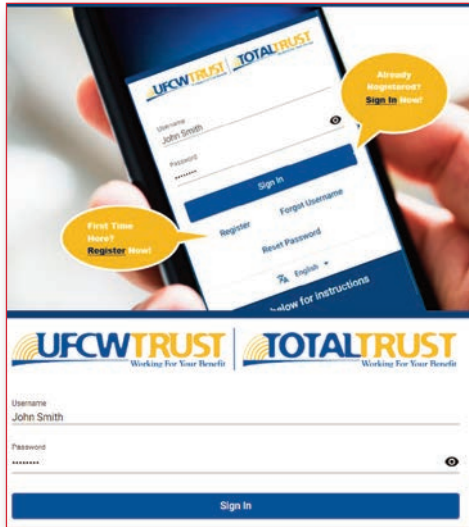 UFCWTRUST TOTALTRUST
Already
Registered?
Sign In Now!
Username
John Smith
Password
••••••••
Sign In
First Time
Here?
Register Now!
Register
Forgot Username
Reset Password
English
below for instructions
UFCWTRUST TOTALTRUST
Working For Your Benefit Working For Your Benefit
Username
John Smith
Password
••••••••
Sign In